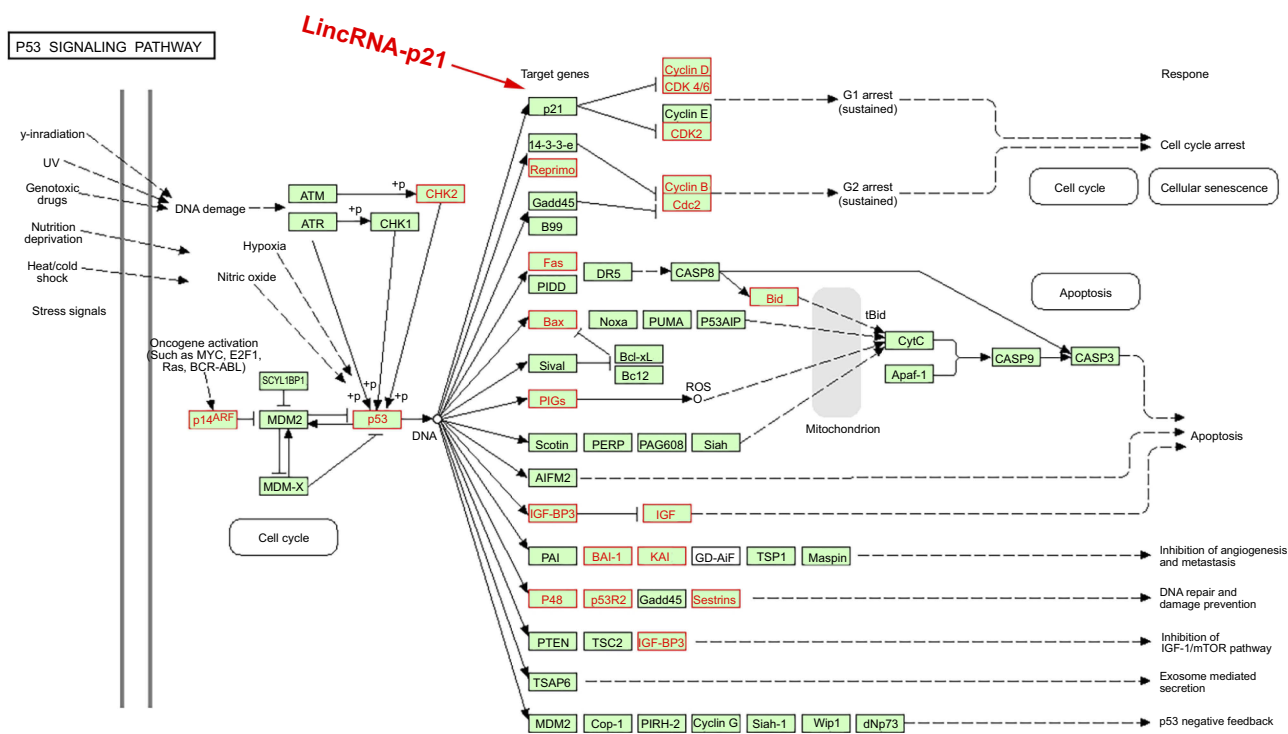 LincRNA-p21
P53 SIGNALING PATHWAY
Target genes
Respone
Cyclin D
CDK 4/6
p21
G1 arrest
(sustained)
Cyclin E
CDK2
Cell cycle arrest
y-inradiation
UV
Genotoxic
drugs
Nutrition
deprivation
Heat/cold
shock
Stress signals
DNA demage
ATM
+p
CHK2
ATR
+p
CHK1
Hypoxia
Nitric oxide
14-3-3-e
Reprimo
Gadd45
B99
Cyclin B
Cdc2
G2 arrest
(sustained)
Cell cycle
Cellular senescence
Fas
PIDD
DR5
CASP8
Bid
tBid
Apoptosis
Bax
Noxa
PUMA
P53AIP
CytC
CASP9
CASP3
Sival
Bcl-xL
Bc12
Apaf-1
PIGs
ROS
O
Mitochondrion
Oncogene activation
(Such as MYC, E2F1,
Ras, BCR-ABL)
SCYL1BP1
+p
+p
+p
p14ARF
MDM2
p53
DNA
MDM-X
Cell cycle
Scotin
PERP
PAG608
Siah
Apoptosis
AIFM2
IGF-BP3
IGF
PAI
BAI-1
KAI
GD-AiF
TSP1
Maspin
Inhibition of angiogenesis
and metastasis
P48
p53R2
Gadd45
Sestrins
DNA repair and
damage prevention
PTEN
TSC2
IGF-BP3
Inhibition of
IGF-1/mTOR pathway
TSAP6
Exosome mediated
secretion
MDM2
Cop-1
PIRH-2
Cyclin G
Siah-1
Wip1
dNp73
p53 negative feedback